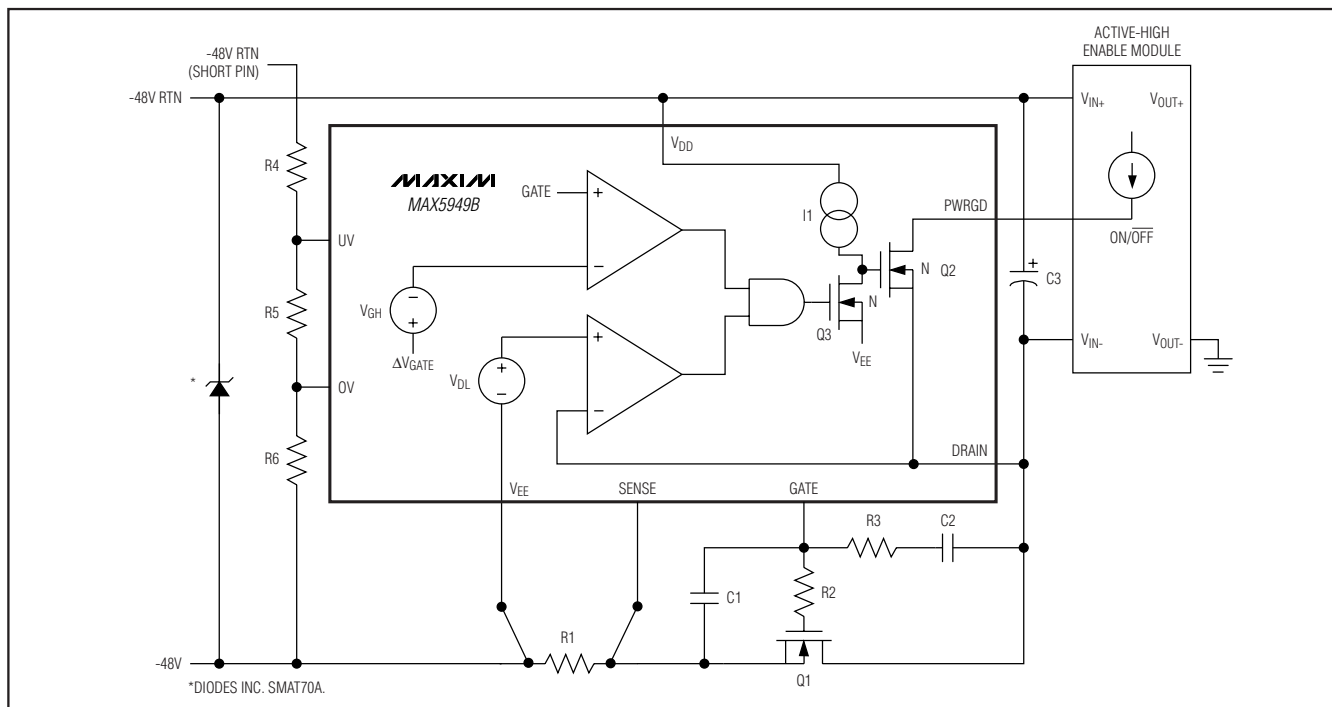 ACTIVE-HIGH
ENABLE MODULE
-48V RTN
(SHORT PIN)
-48V RTN
VIN+
VOUT+
VDD
R4
MAXIM
MAX5949B
GATE
+
−
I1
PWRGD
ON/OFF
UV
N
Q2
+
C3
VGH
−
+
R5
N
Q3
VEE
VIN-
VOUT-
ΔVGATE
*
OV
VDL
+
−
+
−
R6
DRAIN
VEE
SENSE
GATE
R3
C2
C1
R2
R1
-48V
Q1
*DIODES INC. SMAT70A.